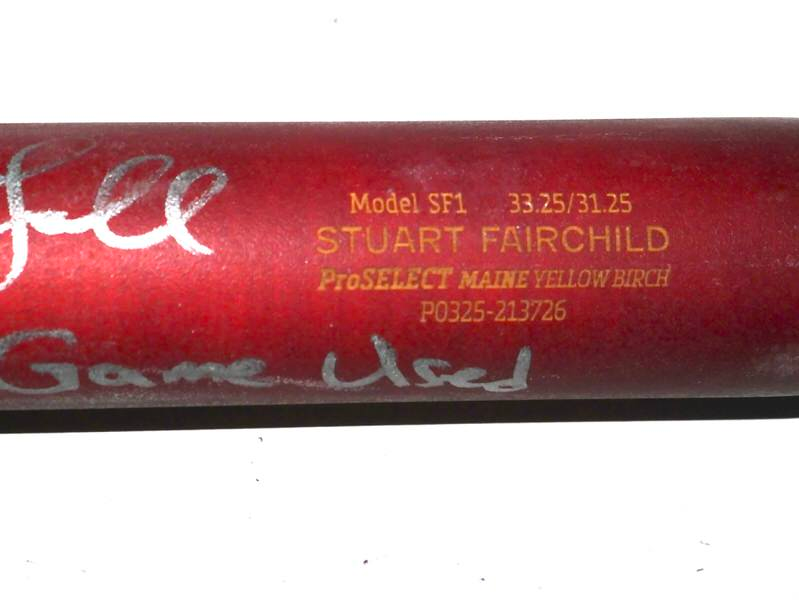 Model SF1 33.25/31.25
STUART FAIRCHILD
ProSELECT MAINE YELLOW BIRCH
P0325-213726
Game Used